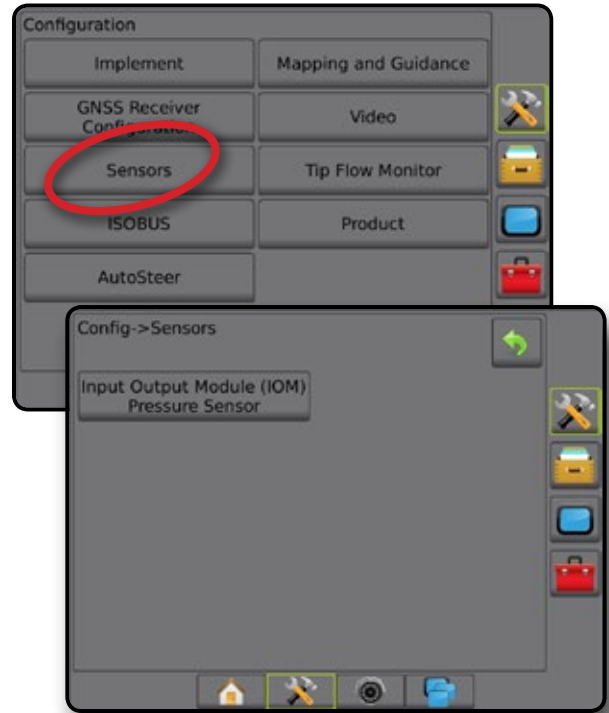 Configuration
Implement
Mapping and Guidance
GNSS Receiver
Configuration
Video
Sensors
Tip Flow Monitor
ISOBUS
Product
AutoSteer
Config->Sensors
Input Output Module (IOM)
Pressure Sensor